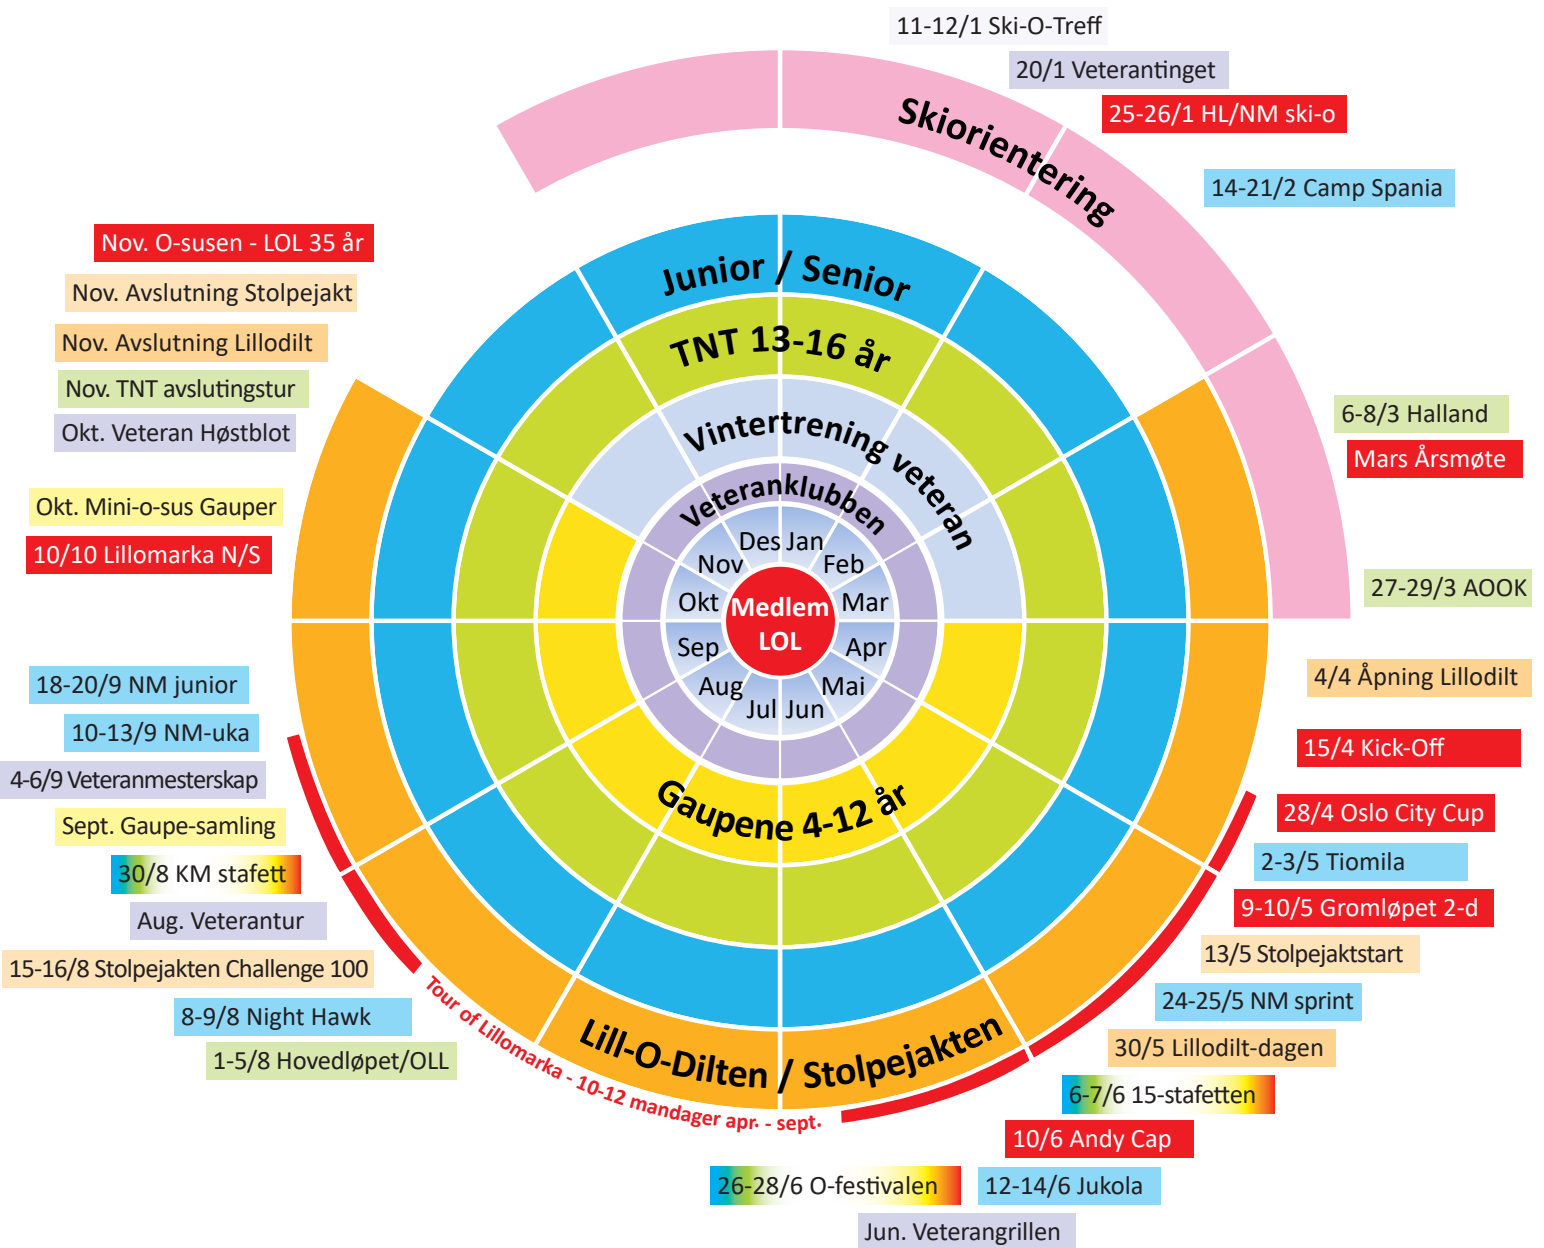 11-12/1 Ski-O-Treff
20/1 Veterantinget
25-26/1 HL/NM ski-o
14-21/2 Camp Spania
6-8/3 Halland
Mars Årsmøte
27-29/3 AOOK
4/4 Åpning Lillodilt
15/4 Kick-Off
28/4 Oslo City Cup
2-3/5 Tiomila
9-10/5 Gromløpet 2-d
13/5 Stolpejaktstart
24-25/5 NM sprint
30/5 Lillodilt-dagen
6-7/6 15-stafetten
10/6 Andy Cap
12-14/6 Jukola
26-28/6 O-festivalen
Jun. Veterangrillen
Nov. O-susen - LOL 35 år
Nov. Avslutning Stolpejakt
Nov. Avslutning Lillodilt
Nov. TNT avslutingstur
Okt. Veteran Høstblot
Okt. Mini-o-sus Gauper
10/10 Lillomarka N/S
18-20/9 NM junior
10-13/9 NM-uka
4-6/9 Veteranmesterskap
Sept. Gaupe-samling
30/8 KM stafett
Aug. Veterantur
15-16/8 Stolpejakten Challenge 100
8-9/8 Night Hawk
1-5/8 Hovedløpet/OLL
Skiorientering
Junior / Senior
TNT 13-16 år
Vintertrening veteran
Veteranklubben
Des
Jan
Nov
Feb
Okt
Mar
Medlem
LOL
Sep
Apr
Aug
Mai
Jul
Jun
Gaupene 4-12 år
Lill-O-Dilten / Stolpejakten
Tour of Lillomarka - 10-12 mandager apr. - sept.